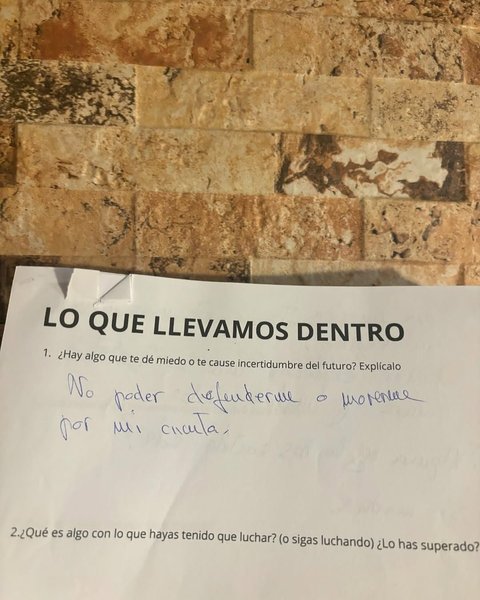 LO QUE LLEVAMOS DENTRO
1. ¿Hay algo que te dé miedo o te cause incertidumbre del futuro? Explícalo
No poder defenderme o moverme
por mi cuenta.
2.¿Qué es algo con lo que hayas tenido que luchar? (o sigas luchando) ¿Lo has superado?